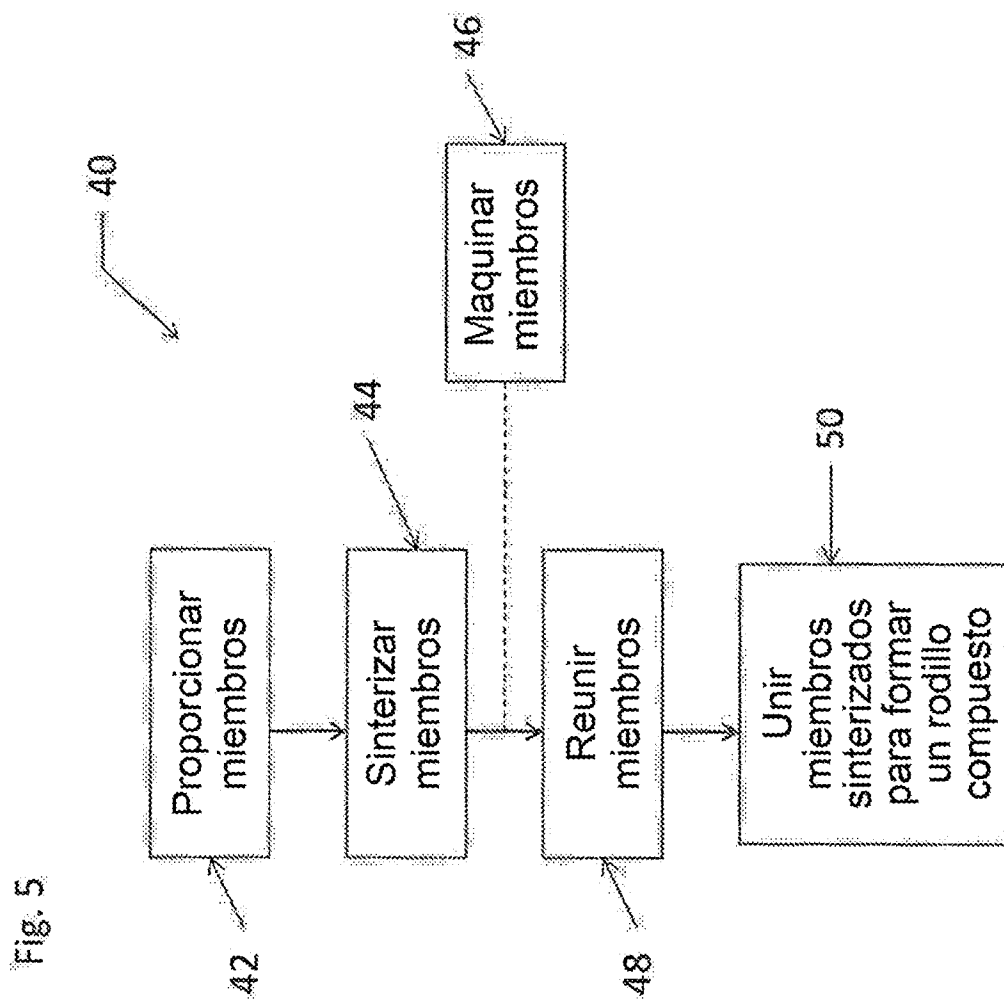 Fig. 5
40
42
Proporcionar
miembros
Sinterizar
miembros
44
Maquinar
miembros
46
48
Reunir
miembros
Unir
miembros
sinterizados
para formar
un rodillo
compuesto
50